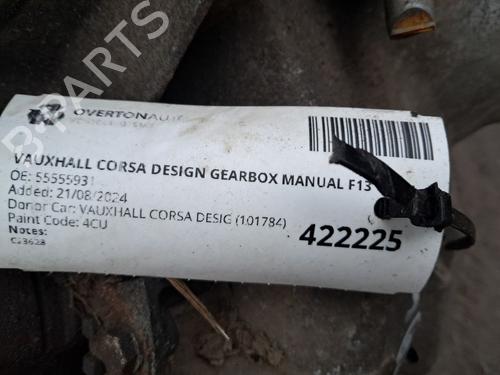 OVERTONAUTO
VAUXHALL CORSA DESIGN GEARBOX MANUAL F13
OE: 55555931
Added: 21/08/2024
Donor Car: VAUXHALL CORSA DESIG (101784)
Paint Code: 4CU
Notes:
C23628
422225
B-PARTS